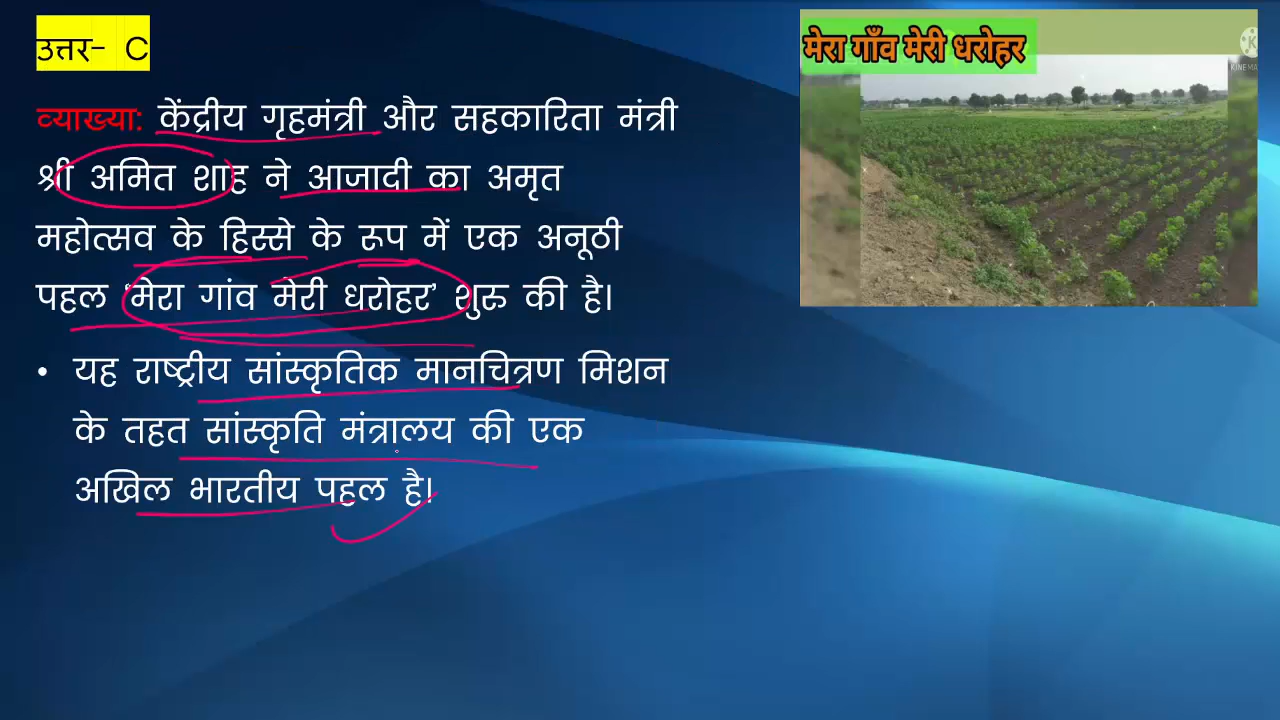 उत्तर- C
व्याख्या: केंद्रीय गृहमंत्री और सहकारिता मंत्री
श्री अमित शाह ने आजादी का अमृत
महोत्सव के हिस्से के रूप में एक अनूठी
पहल ‘मेरा गांव मेरी धरोहर’ शुरु की है।
• यह राष्ट्रीय सांस्कृतिक मानचित्रण मिशन
के तहत सांस्कृति मंत्रालय की एक
अखिल भारतीय पहल है।
मेरा गाँव मेरी धरोहर
K
KINEMA